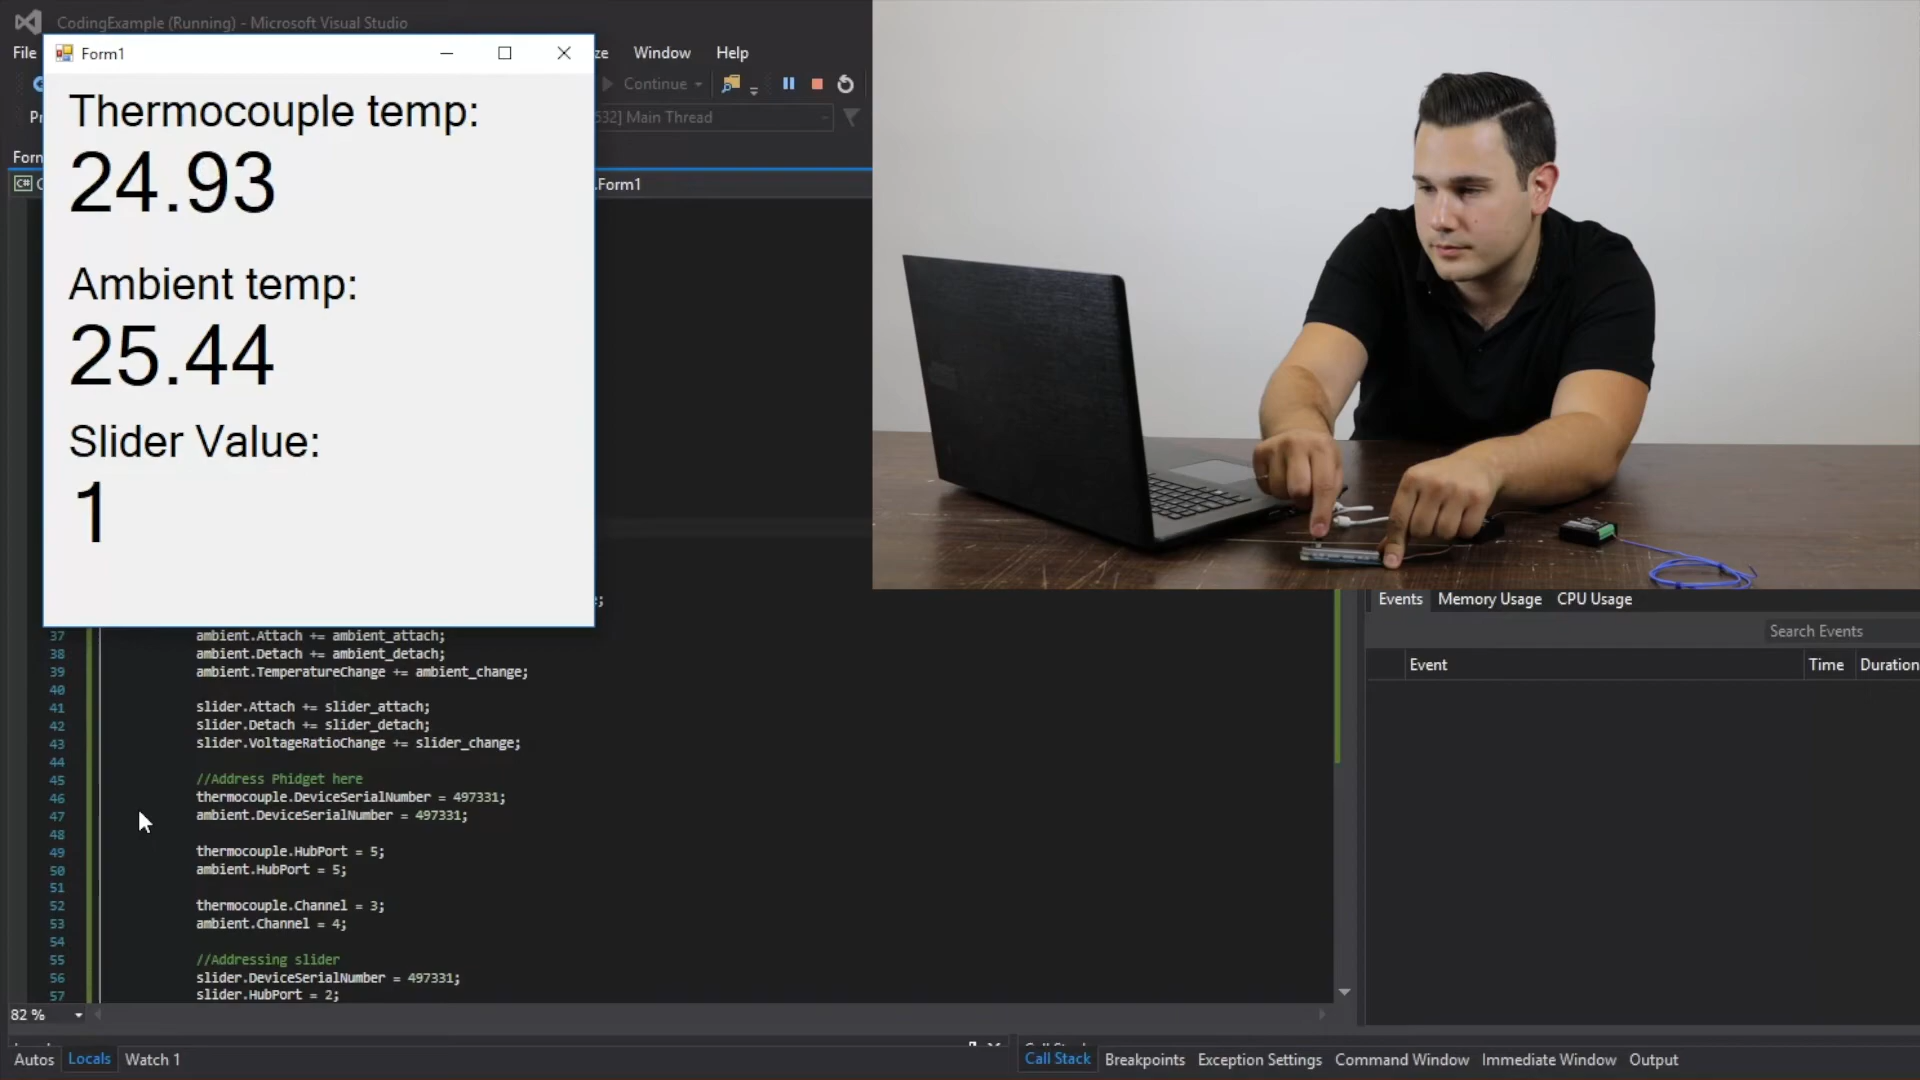 CodingExample (Running) - Microsoft Visual Studio
File
ze Window Help
Form1
Continue
532] Main Thread
Form
.Form1
Thermocouple temp:
24.93
Ambient temp:
25.44
Slider Value:
1
37 ambient.Attach += ambient_attach;
38 ambient.Detach += ambient_detach;
39 ambient.TemperatureChange += ambient_change;
40
41 slider.Attach += slider_attach;
42 slider.Detach += slider_detach;
43 slider.VoltageRatioChange += slider_change;
44
45 //Address Phidget here
46 thermocouple.DeviceSerialNumber = 497331;
47 ambient.DeviceSerialNumber = 497331;
48
49 thermocouple.HubPort = 5;
50 ambient.HubPort = 5;
51
52 thermocouple.Channel = 3;
53 ambient.Channel = 4;
54
55 //Addressing slider
56 slider.DeviceSerialNumber = 497331;
57 slider.HubPort = 2;
82 %
Events Memory Usage CPU Usage
Search Events
Event Time Duration
Autos Locals Watch 1
Call Stack Breakpoints Exception Settings Command Window Immediate Window Output